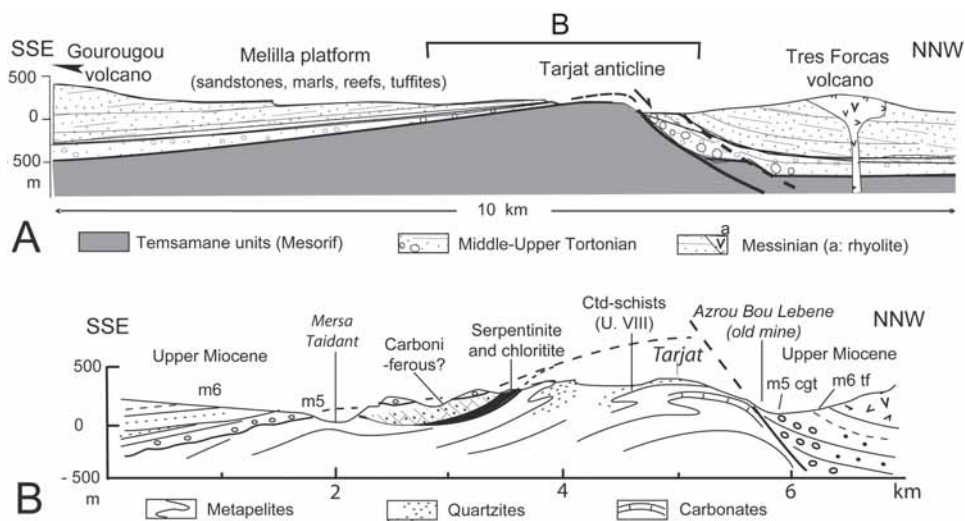 B
SSE
Gourougou
volcano
Melilla platform
(sandstones, marls, reefs, tuffites)
Tarjat anticline
Tres Forcas
volcano
NNW
500
0
500
m
v
10 km
A
Temsamane units (Mesorif)
Middle-Upper Tortonian
a
v
Messinian (a: rhyolite)
SSE
Upper Miocene
Mersa
Taidant
Carboni
-ferous?
Serpentinite
and chloritite
Ctd-schists
(U. VIII)
Tarjat
Azrou Bou Lebene
(old mine)
NNW
Upper Miocene
m5 cgt
m6 tf
500
0
- 500
m
m6
m5
2
4
6
km
B
Metapelites
Quartzites
Carbonates